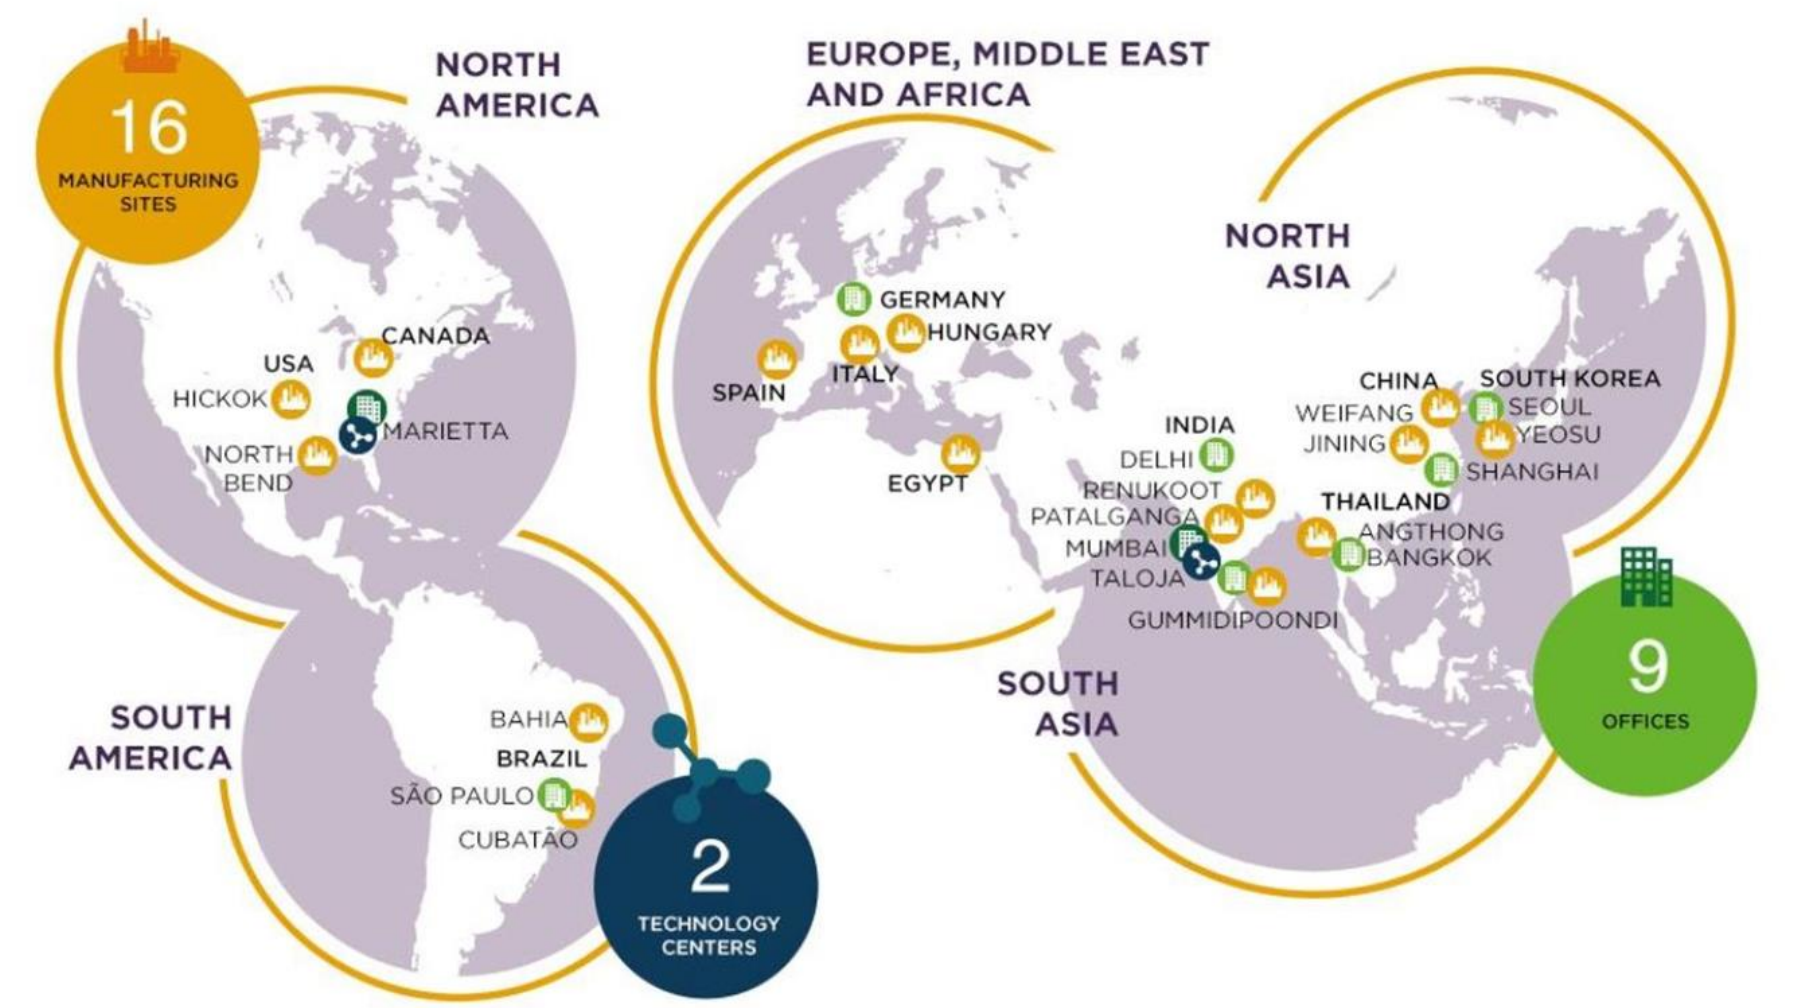 16
MANUFACTURING
SITES
NORTH
AMERICA
CANADA
USA
HICKOK
MARIETTA
NORTH
BEND
EUROPE, MIDDLE EAST
AND AFRICA
GERMANY
HUNGARY
ITALY
SPAIN
EGYPT
NORTH
ASIA
CHINA
SOUTH KOREA
WEIFANG
SEOUL
JINING
YEOSU
SHANGHAI
INDIA
DELHI
RENUKOOT
PATALGANGA
MUMBAI
TALOJA
GUMMIDIPOONDI
THAILAND
ANGTHONG
BANGKOK
SOUTH
ASIA
9
OFFICES
SOUTH
AMERICA
BAHIA
BRAZIL
SÃO PAULO
CUBATÃO
2
TECHNOLOGY
CENTERS